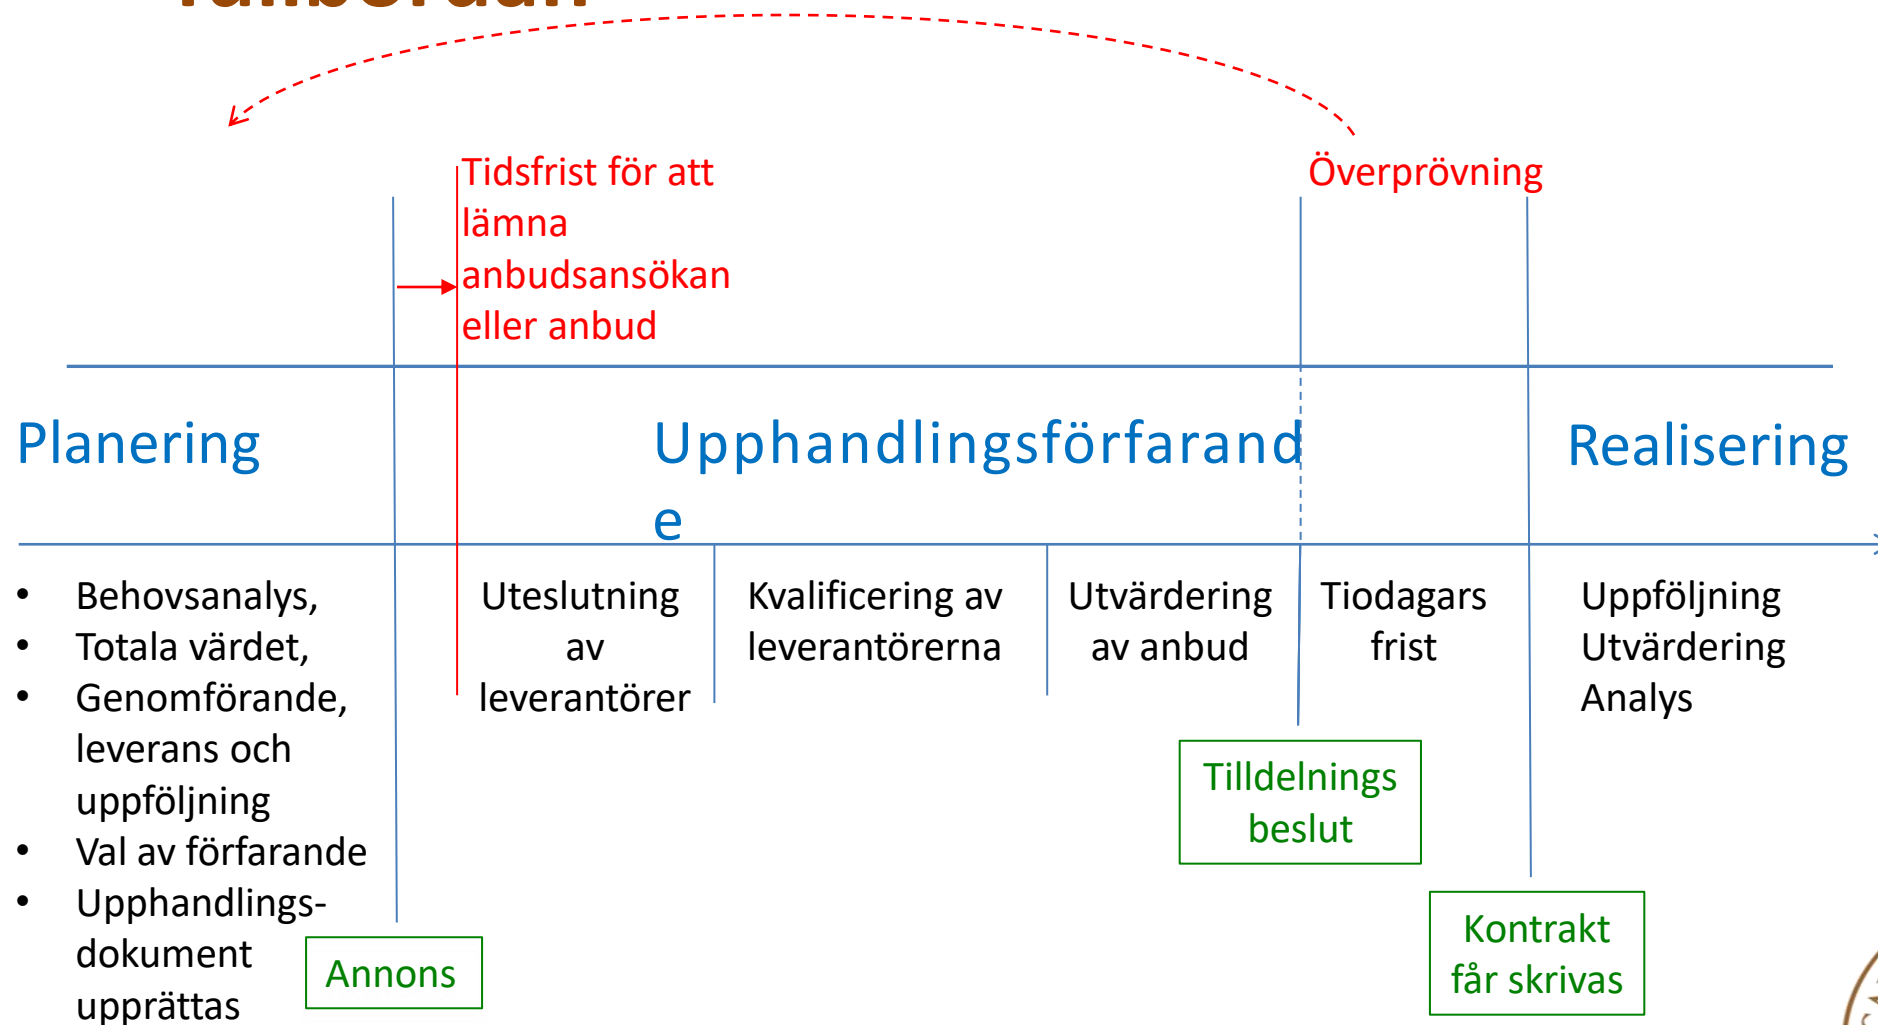 Tidsfrist för att
lämna
anbudsansökan
eller anbud
Överprövning
Planering
Upphandlingsförfarand
e
Realisering
• Behovsanalys,
• Totala värdet,
• Genomförande,
leverans och
uppföljning
• Val av förfarande
• Upphandlings-
dokument
upprättas
Uteslutning
av
leverantörer
Kvalificering av
leverantörerna
Utvärdering
av anbud
Tiodagars
frist
Uppföljning
Utvärdering
Analys
Annons
Tilldelnings
beslut
Kontrakt
får skrivas